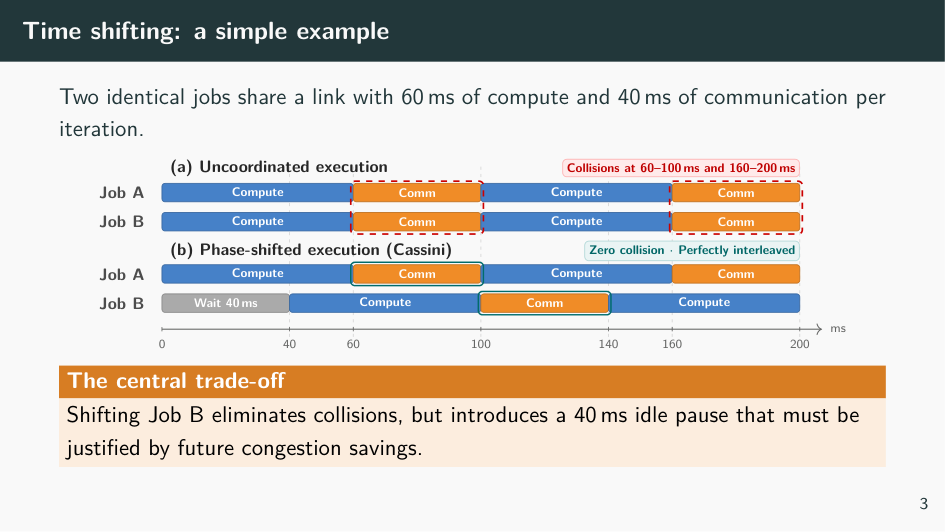 Time shifting: a simple example
Two identical jobs share a link with 60 ms of compute and 40 ms of communication per
iteration.
(a) Uncoordinated execution
Collisions at 60–100 ms and 160–200 ms
Job A Compute Comm Compute Comm
Job B Compute Comm Compute Comm
(b) Phase-shifted execution (Cassini)
Zero collision · Perfectly interleaved
Job A Compute Comm Compute Comm
Job B Wait 40 ms Compute Comm Compute
ms
0 40 60 100 140 160 200
The central trade-off
Shifting Job B eliminates collisions, but introduces a 40 ms idle pause that must be
justified by future congestion savings.
3